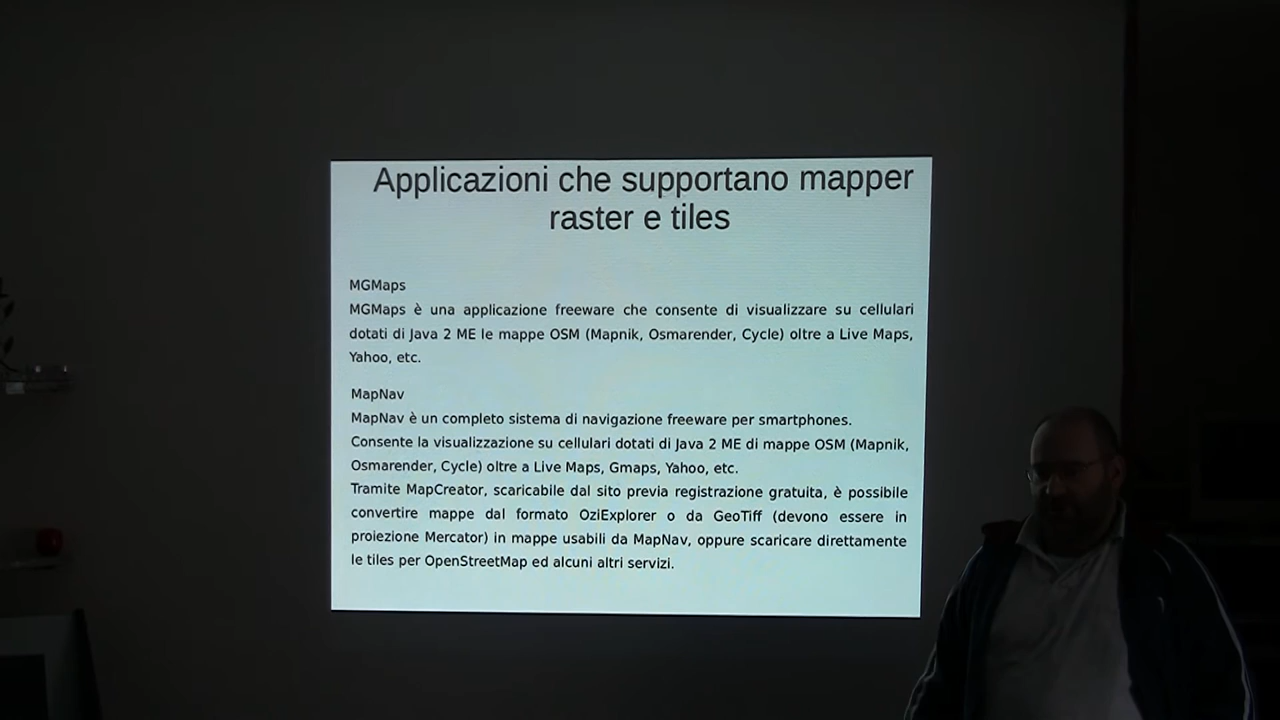 Applicazioni che supportano mapper
raster e tiles
MGMaps
MGMaps è una applicazione freeware che consente di visualizzare su cellulari
dotati di Java 2 ME le mappe OSM (Mapnik, Osmarender, Cycle) oltre a Live Maps,
Yahoo, etc.
MapNav
MapNav è un completo sistema di navigazione freeware per smartphones.
Consente la visualizzazione su cellulari dotati di Java 2 ME di mappe OSM (Mapnik,
Osmarender, Cycle) oltre a Live Maps, Gmaps, Yahoo, etc.
Tramite MapCreator, scaricabile dal sito previa registrazione gratuita, è possibile
convertire mappe dal formato OziExplorer o da GeoTiff (devono essere in
proiezione Mercator) in mappe usabili da MapNav, oppure scaricare direttamente
le tiles per OpenStreetMap ed alcuni altri servizi.